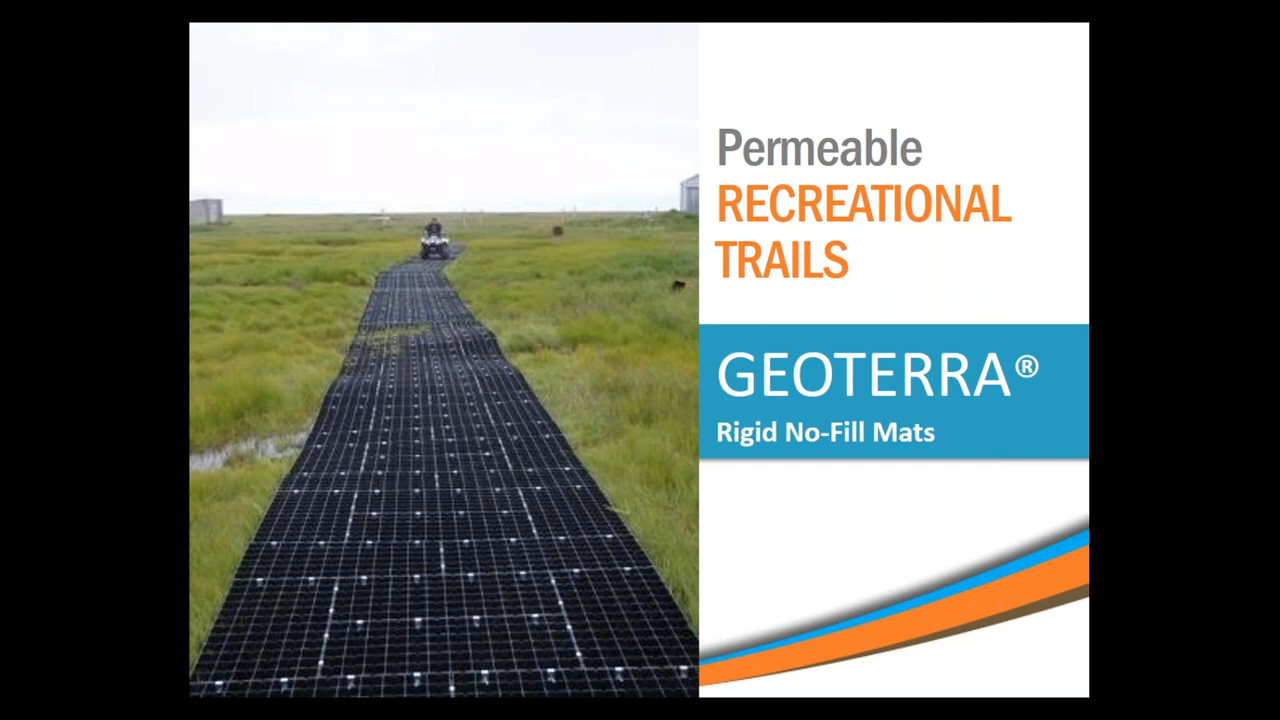 Permeable
RECREATIONAL
TRAILS
GEOTERRA®
Rigid No-Fill Mats